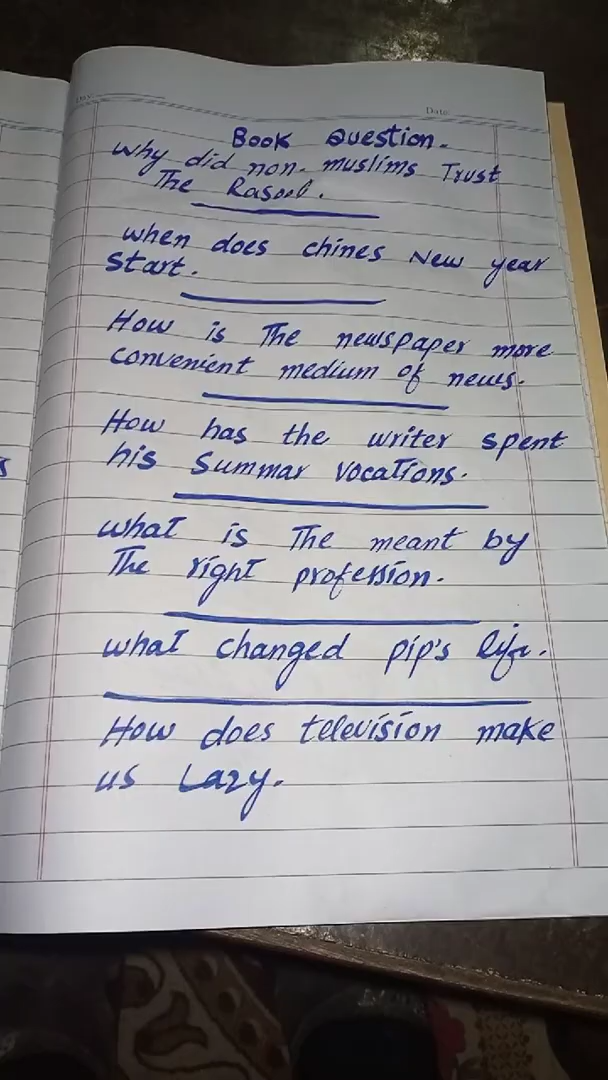 Date
Book Question.
why did non. muslims Trust
The Rasool.
when does chines New year
start.
How is The newspaper more
convenient medium of news.
How has the writer spent
his Summar Vocations.
what is The meant by
The right profession.
what changed pip's life.
How does television make
us Lazy.